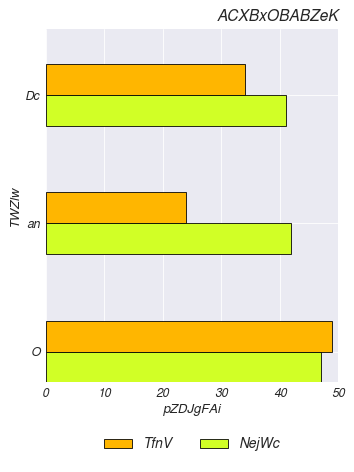 ACXBxOBABZeK
Dc
an
O
TWZlw
0 10 20 30 40 50
pZDJgFAi
TfnV NejWc